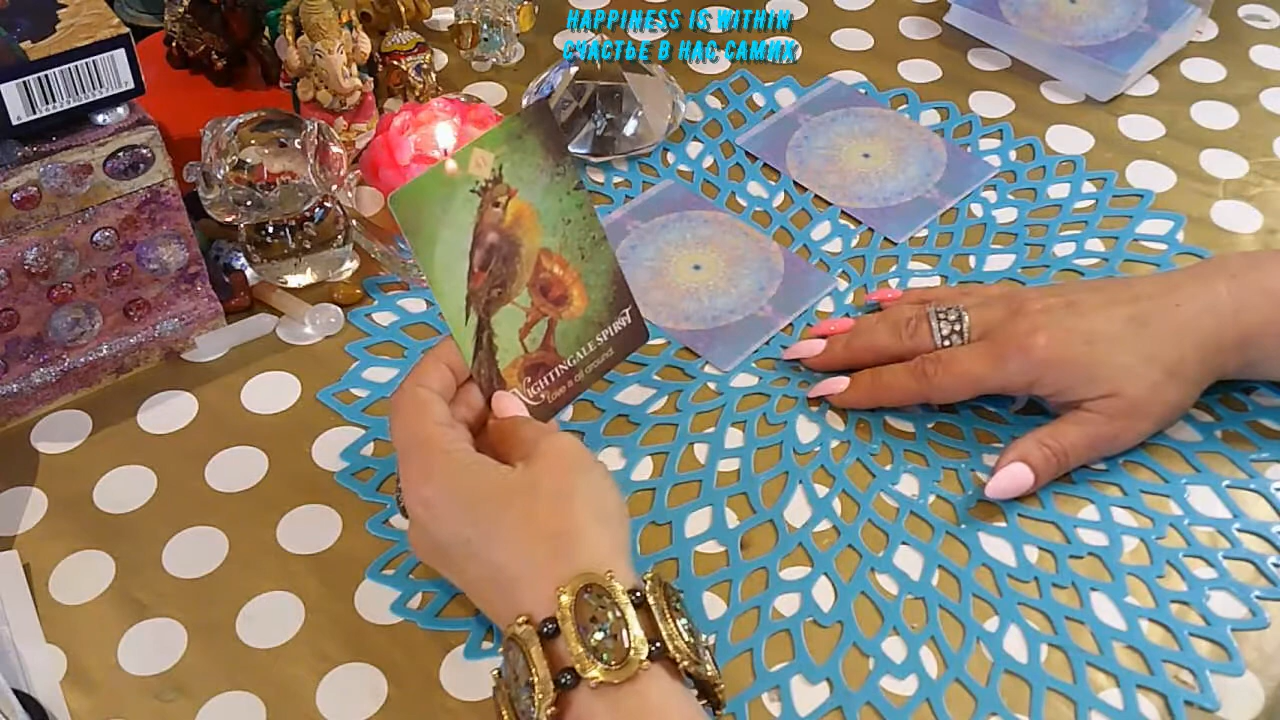 HAPPINESS IS WITHIN
СЧАСТЬЕ В НАС САМИХ
NIGHTINGALE SPIRIT
Love is all around